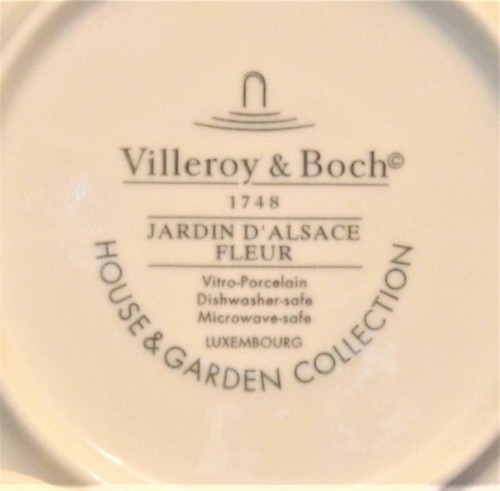 Villeroy & Boch©
1748
JARDIN D'ALSACE
FLEUR
Vitro-Porcelain
Dishwasher-safe
Microwave-safe
LUXEMBOURG
HOUSE & GARDEN COLLECTION